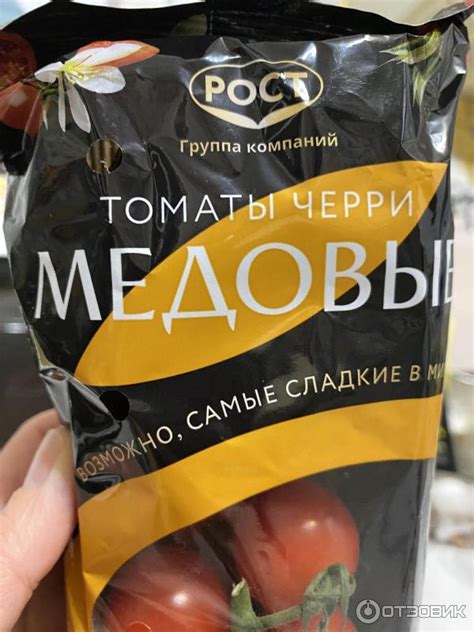 РОСТ
Группа компаний
ТОМАТЫ ЧЕРРИ
МЕДОВЫЕ
ВОЗМОЖНО, САМЫЕ СЛАДКИЕ В МИ
ОТЗОВИК